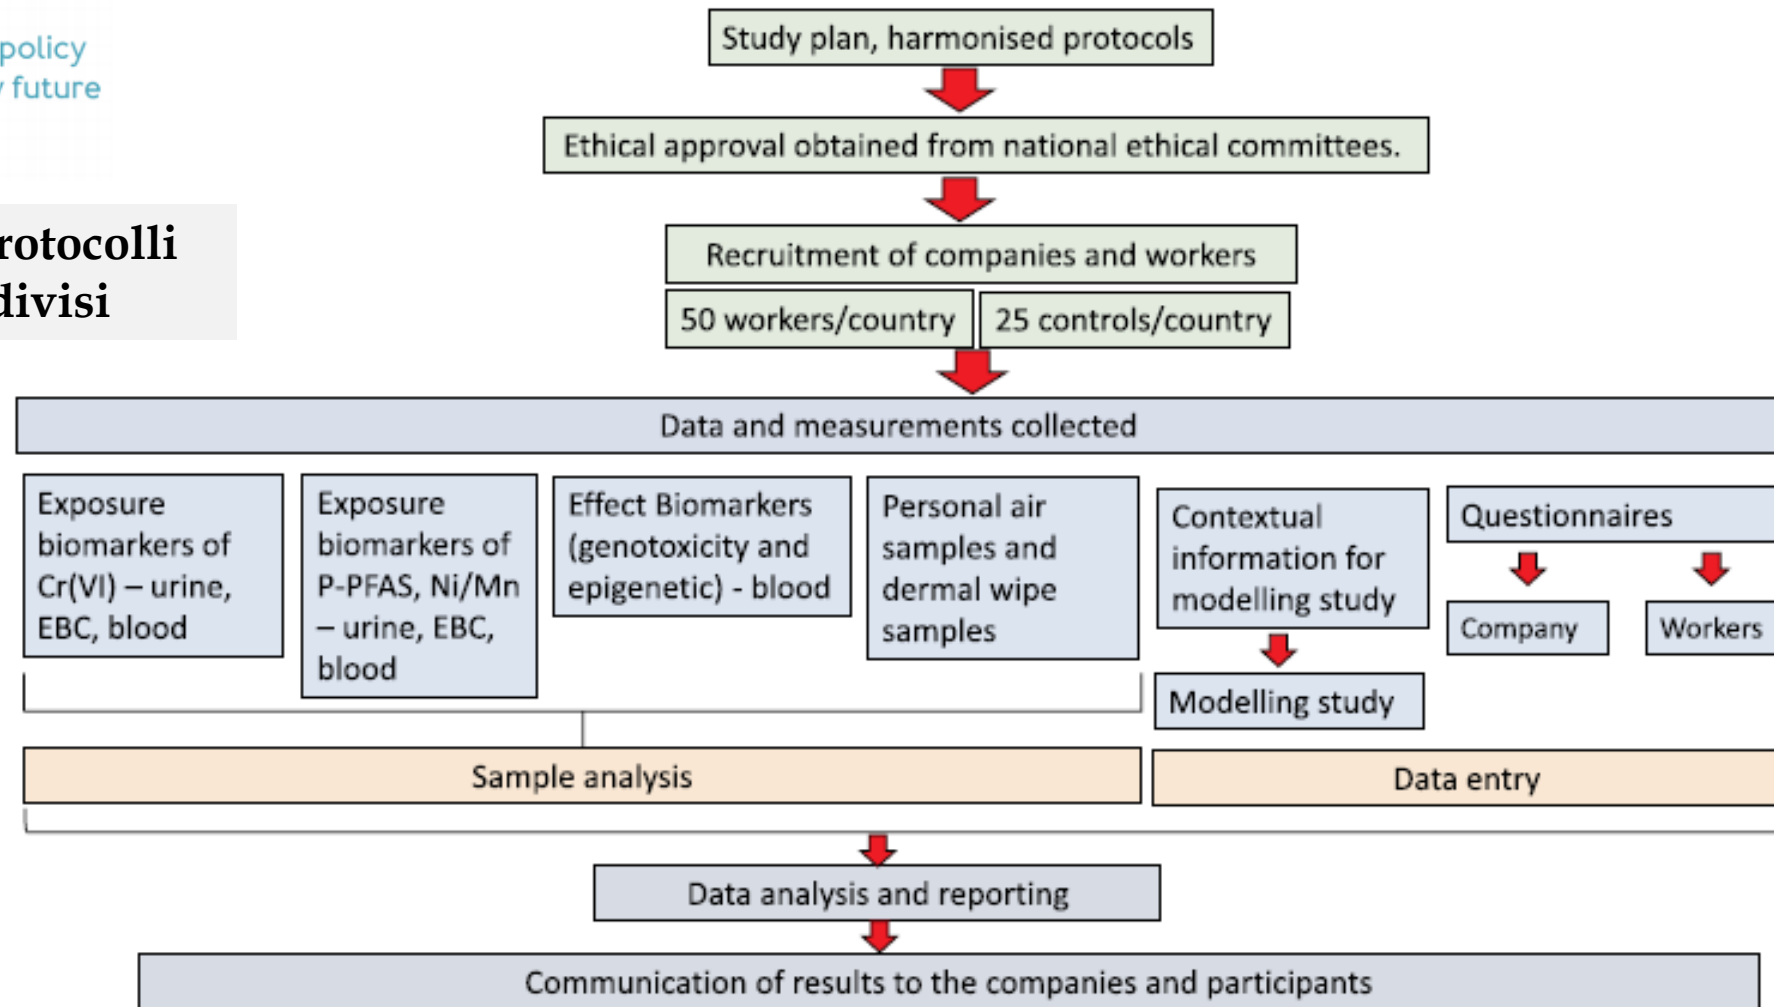 policy
future
Study plan, harmonised protocols
Ethical approval obtained from national ethical committees.
rotocolli
divisi
Recruitment of companies and workers
50 workers/country
25 controls/country
Data and measurements collected
Exposure
biomarkers of
Cr(VI) – urine,
EBC, blood
Exposure
biomarkers of
P-PFAS, Ni/Mn
– urine, EBC,
blood
Effect Biomarkers
(genotoxicity and
epigenetic) - blood
Personal air
samples and
dermal wipe
samples
Contextual
information for
modelling study
Modelling study
Questionnaires
Company
Workers
Sample analysis
Data entry
Data analysis and reporting
Communication of results to the companies and participants